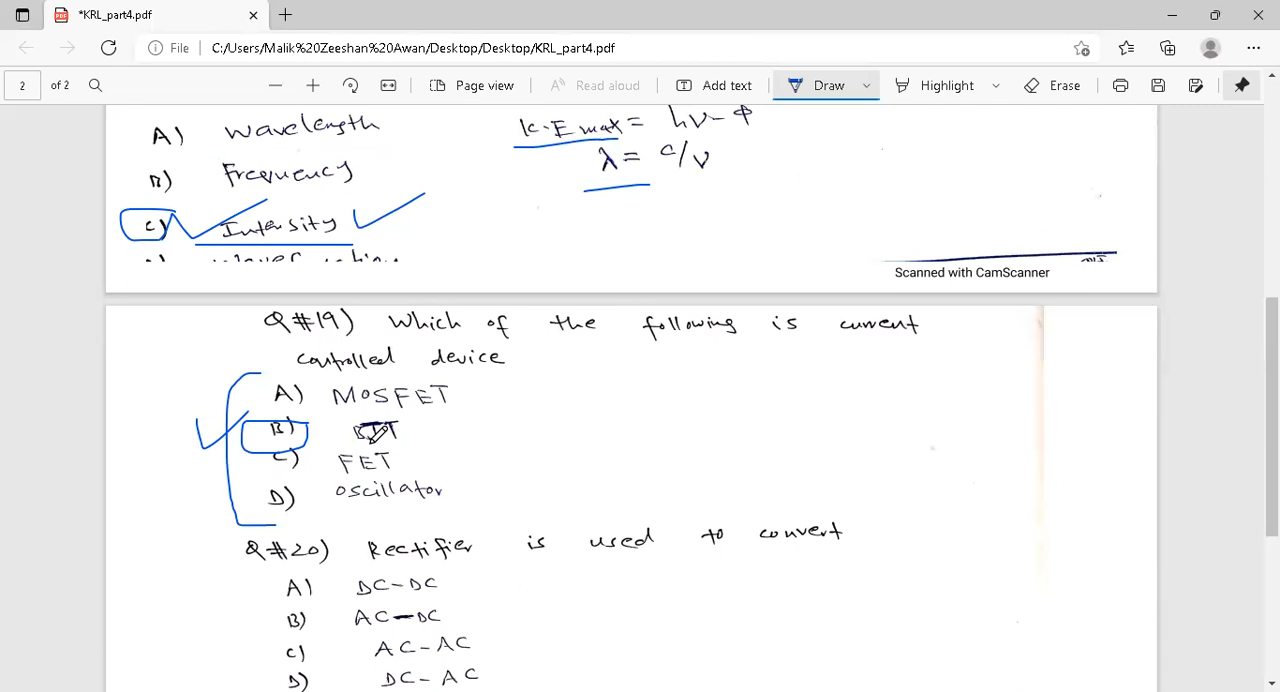 *KRL_part4.pdf
File C:/Users/Malik%20Zeeshan%20Awan/Desktop/Desktop/KRL_part4.pdf
2 of 2 Page view Read aloud Add text Draw Highlight Erase
A) Wavelength K.E max = hν - φ
B) Frequency λ = c/ν
C) Intensity
Scanned with CamScanner
Q#19) Which of the following is current
controlled device
A) MOSFET
B) BJT
C) FET
D) oscillator
Q#20) Rectifier is used to convert
A) DC-DC
B) AC-DC
C) AC-AC
D) DC-AC